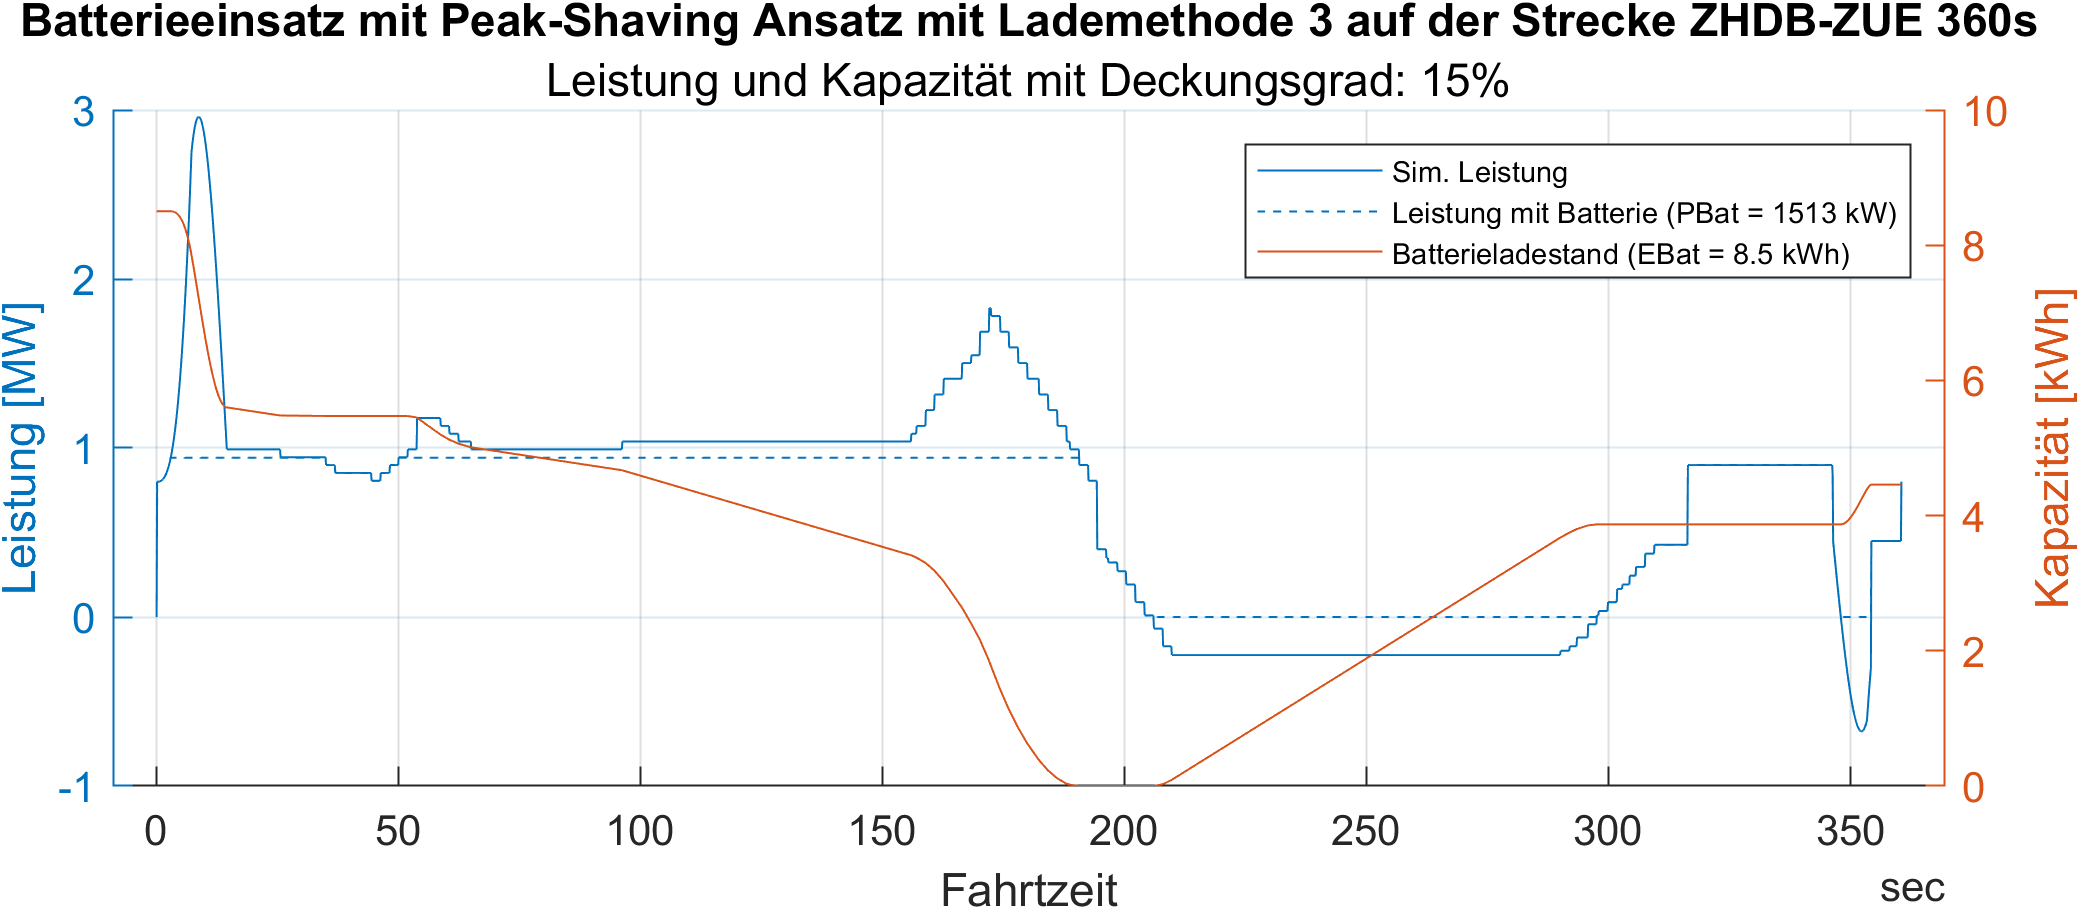 Batterieeinsatz mit Peak-Shaving Ansatz mit Lademethode 3 auf der Strecke ZHDB-ZUE 360s
Leistung und Kapazität mit Deckungsgrad: 15%
3
2
1
0
-1
Leistung [MW]
10
8
6
4
2
0
Kapazität [kWh]
Sim. Leistung
Leistung mit Batterie (PBat = 1513 kW)
Batterieladestand (EBat = 8.5 kWh)
0 50 100 150 200 250 300 350
Fahrtzeit
sec